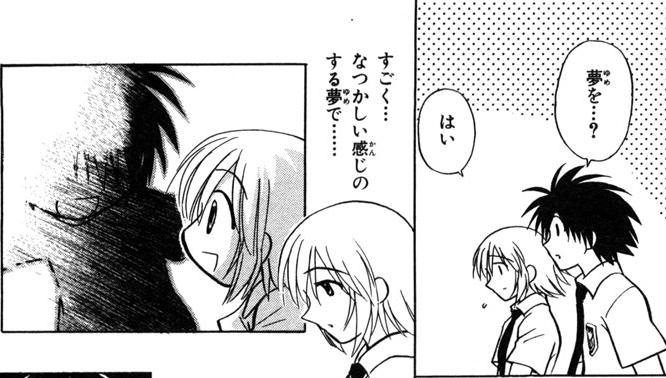 夢を…?
はい
すごく…
なつかしい感じの
する夢で……